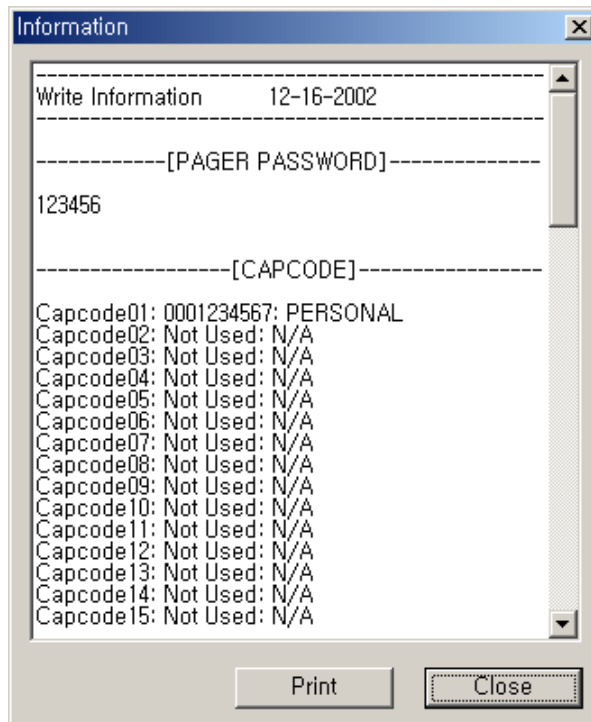 Information
------------------------------------------------
Write Information 12-16-2002
------------------------------------------------
------------[PAGER PASSWORD]--------------
123456
------------------[CAPCODE]-----------------
Capcode01: 0001234567: PERSONAL
Capcode02: Not Used: N/A
Capcode03: Not Used: N/A
Capcode04: Not Used: N/A
Capcode05: Not Used: N/A
Capcode06: Not Used: N/A
Capcode07: Not Used: N/A
Capcode08: Not Used: N/A
Capcode09: Not Used: N/A
Capcode10: Not Used: N/A
Capcode11: Not Used: N/A
Capcode12: Not Used: N/A
Capcode13: Not Used: N/A
Capcode14: Not Used: N/A
Capcode15: Not Used: N/A
Print Close